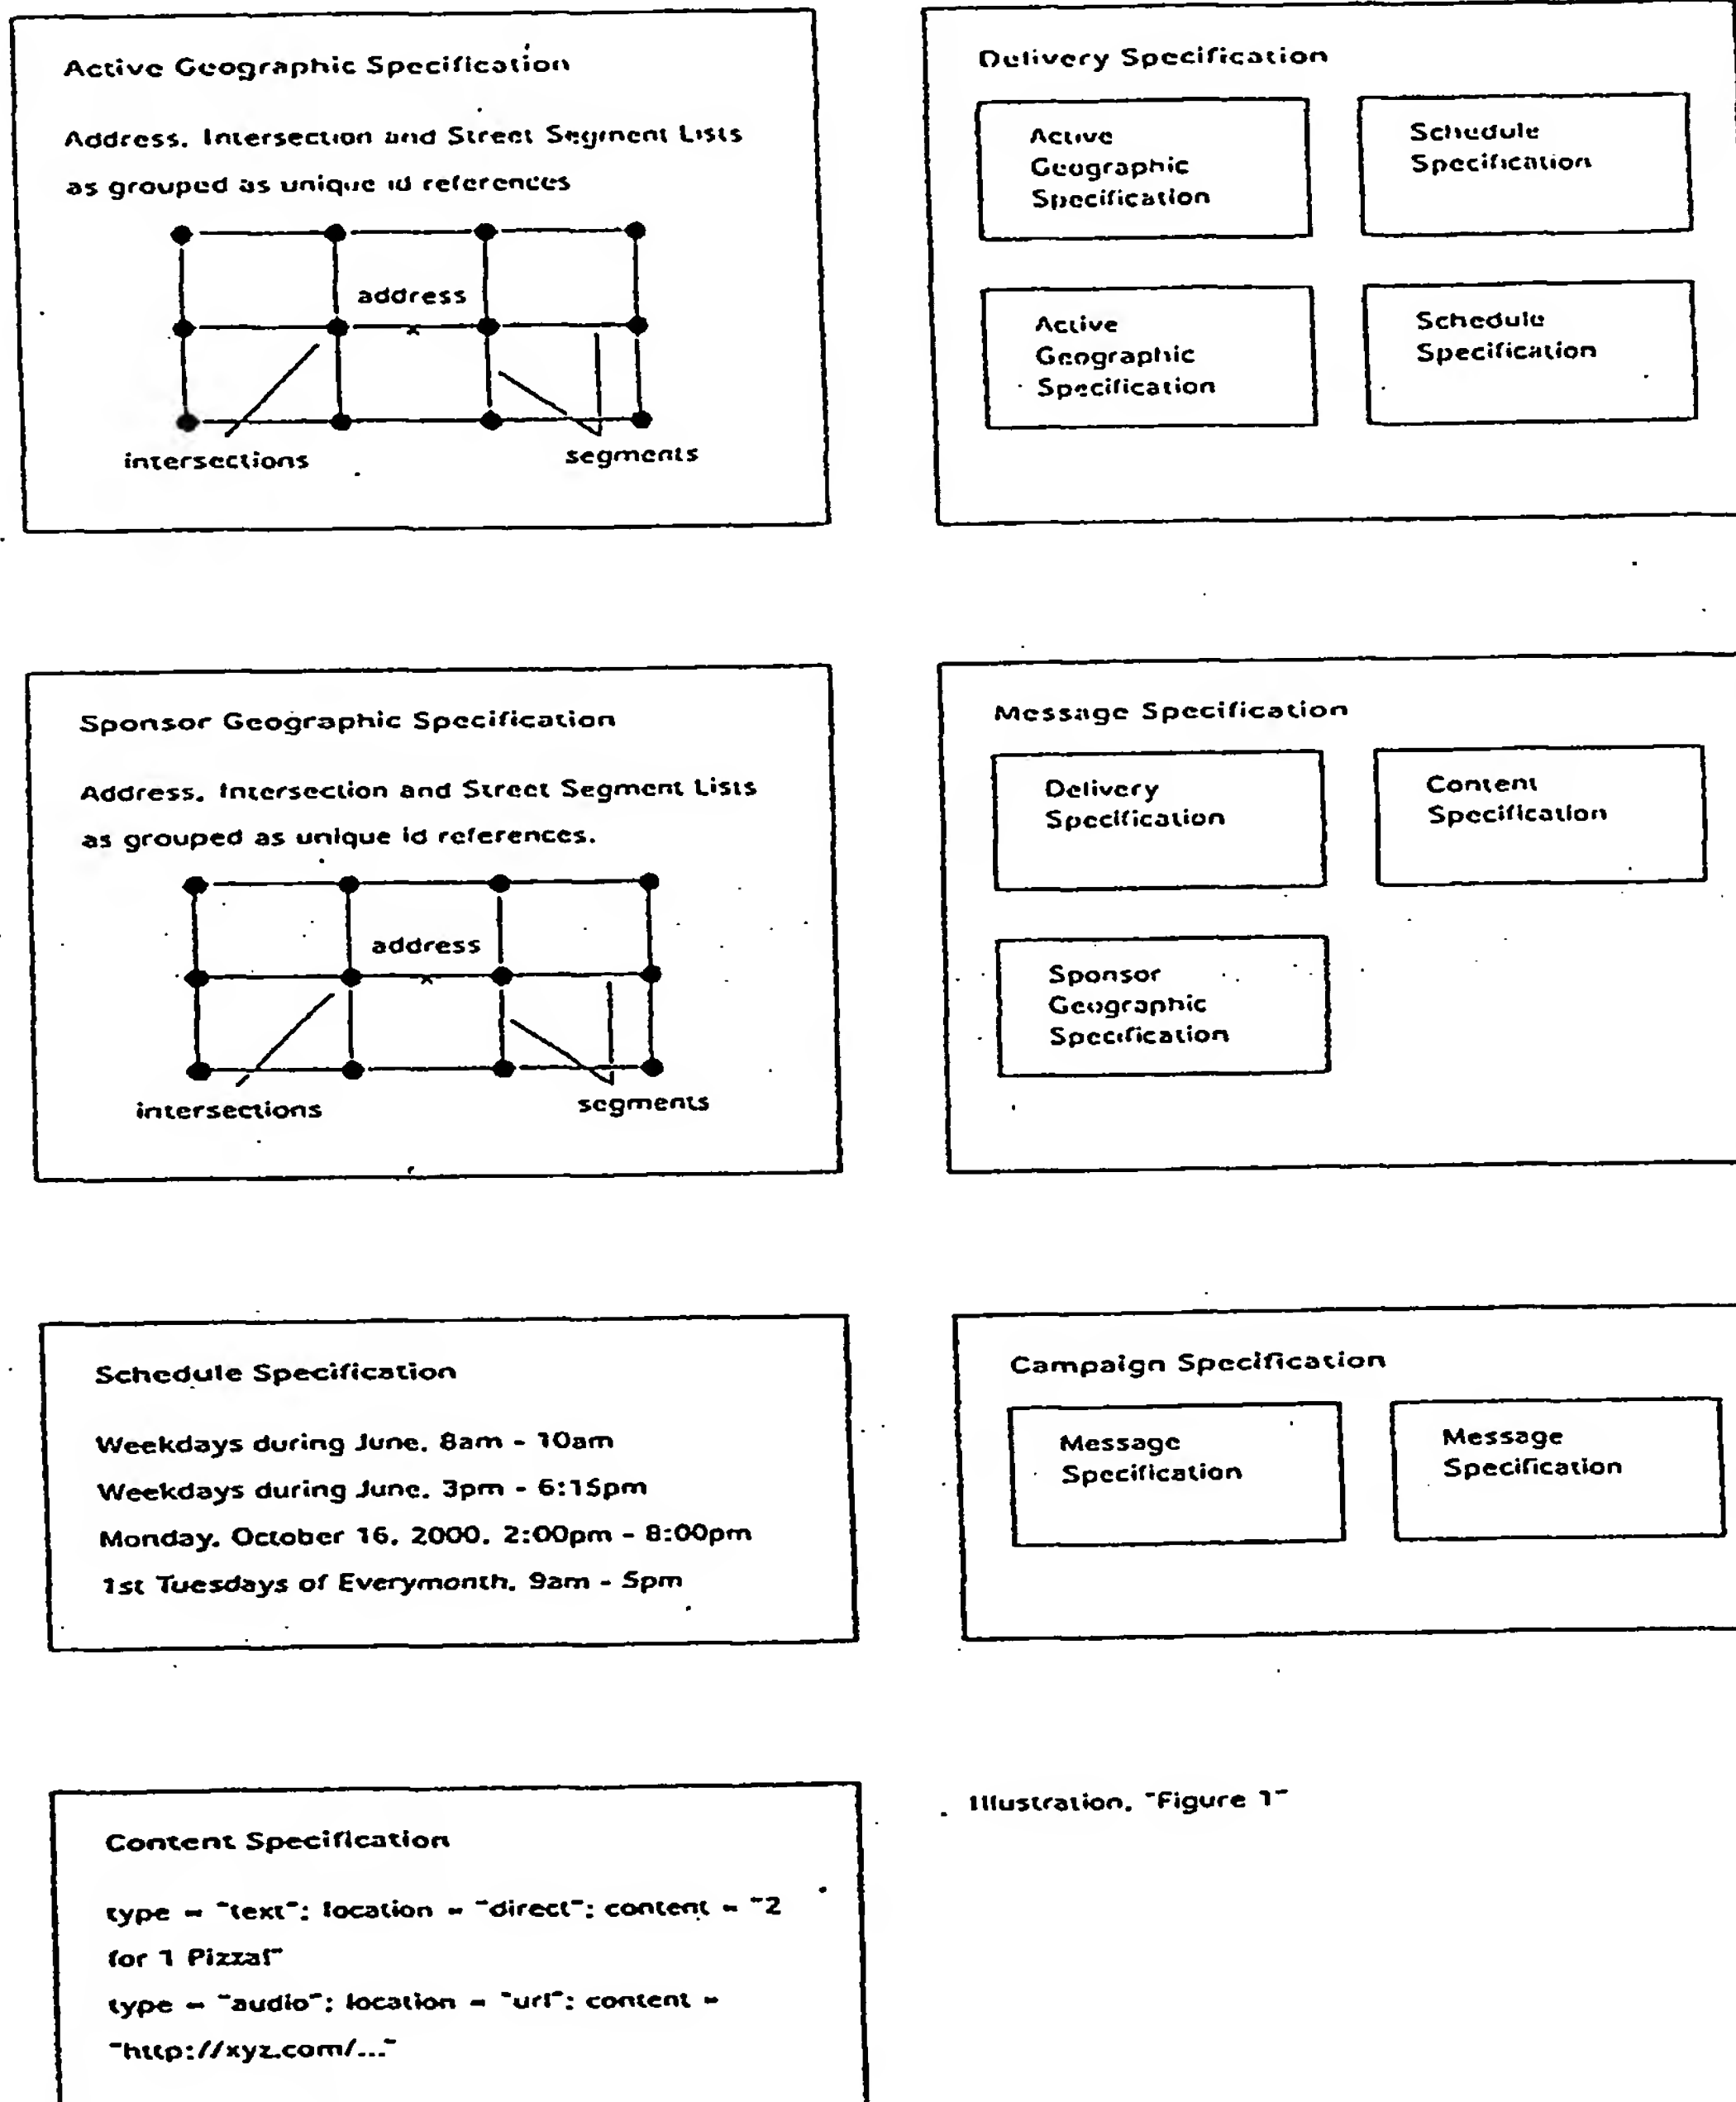 Active Geographic Specification
Address, Intersection and Street Segment Lists
as grouped as unique id references
address
intersections
segments
Delivery Specification
Active
Geographic
Specification
Schedule
Specification
Active
Geographic
Specification
Schedule
Specification
Sponsor Geographic Specification
Address, Intersection and Street Segment Lists
as grouped as unique id references.
address
intersections
segments
Message Specification
Delivery
Specification
Content
Specification
Sponsor
Geographic
Specification
Schedule Specification
Weekdays during June, 8am - 10am
Weekdays during June, 3pm - 6:15pm
Monday, October 16, 2000, 2:00pm - 8:00pm
1st Tuesdays of Everymonth, 9am - 5pm
Campaign Specification
Message
Specification
Message
Specification
Content Specification
type = "text"; location = "direct"; content = "2
for 1 Pizza!"
type = "audio"; location = "url"; content =
"http://xyz.com/..."
Illustration, "Figure 1"